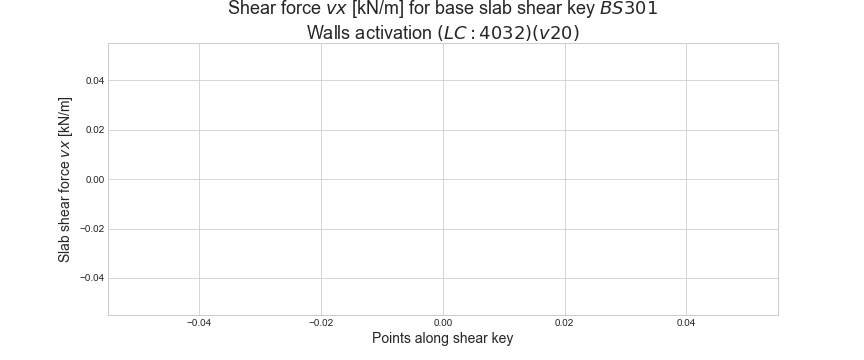 Shear force vx [kN/m] for base slab shear key BS301
Walls activation (LC : 4032)(v20)
Slab shear force vx [kN/m]
0.04
0.02
0.00
−0.02
−0.04
−0.04
−0.02
0.00
0.02
0.04
Points along shear key